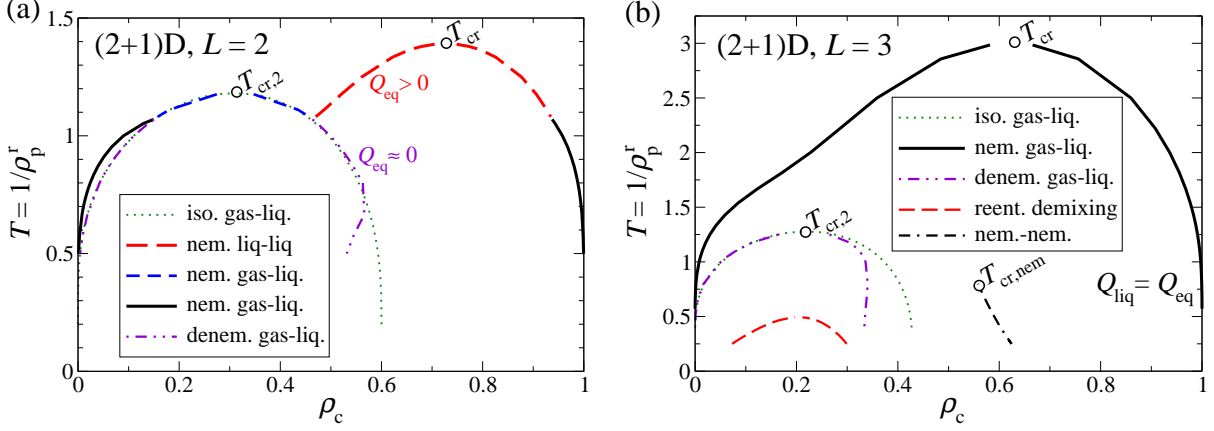 (a)
(2+1)D, L = 2
T_cr
T_cr,2
Q_eq > 0
Q_eq ≈ 0
iso. gas-liq.
nem. liq-liq
nem. gas-liq.
nem. gas-liq.
denem. gas-liq.
T = 1/ρ_p^r
1.5
1
0.5
0
0 0.2 0.4 0.6 0.8 1
ρ_c
(b)
(2+1)D, L = 3
T_cr
iso. gas-liq.
nem. gas-liq.
denem. gas-liq.
reent. demixing
nem.-nem.
T_cr,2
T_cr,nem
Q_liq = Q_eq
T = 1/ρ_p^r
3
2.5
2
1.5
1
0.5
0
0 0.2 0.4 0.6 0.8 1
ρ_c